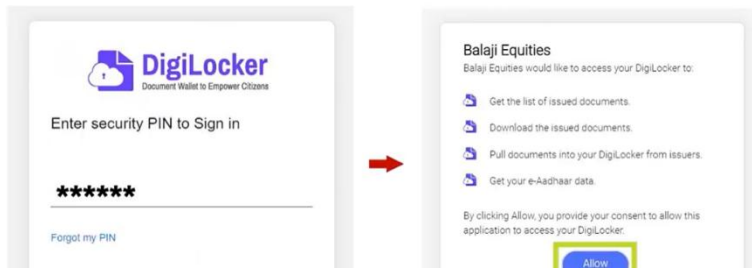 DigiLocker
Document Wallet to Empower Citizens
Enter security PIN to Sign in
******
Forgot my PIN
Balaji Equities
Balaji Equities would like to access your DigiLocker to:
Get the list of issued documents.
Download the issued documents.
Pull documents into your DigiLocker from issuers.
Get your e-Aadhaar data.
By clicking Allow, you provide your consent to allow this
application to access your DigiLocker.
Allow